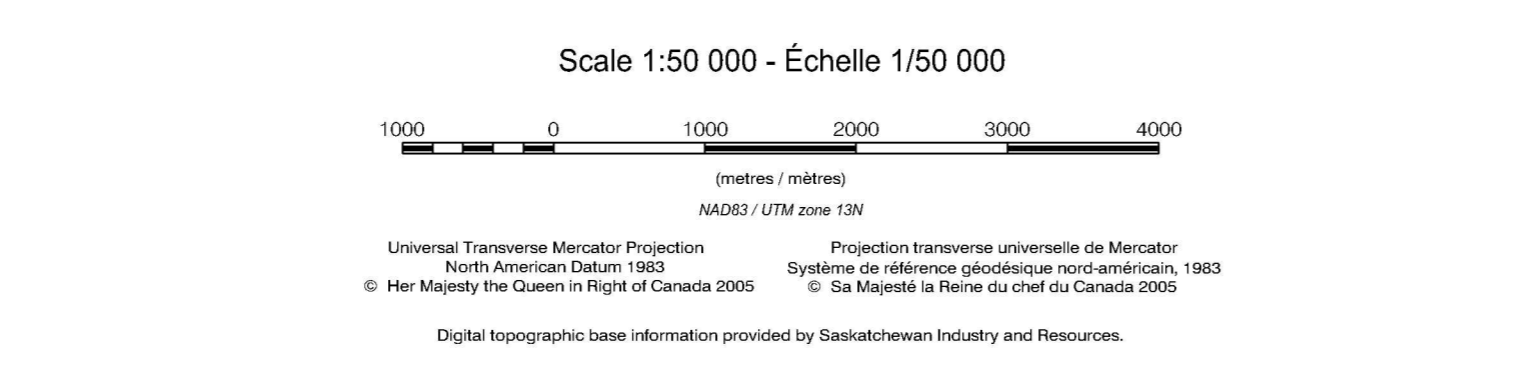 Scale 1:50 000 - Échelle 1/50 000
1000 0 1000 2000 3000 4000
(metres / mètres)
NAD83 / UTM zone 13N
Universal Transverse Mercator Projection
North American Datum 1983
© Her Majesty the Queen in Right of Canada 2005
Projection transverse universelle de Mercator
Système de référence géodésique nord-américain, 1983
© Sa Majesté la Reine du chef du Canada 2005
Digital topographic base information provided by Saskatchewan Industry and Resources.